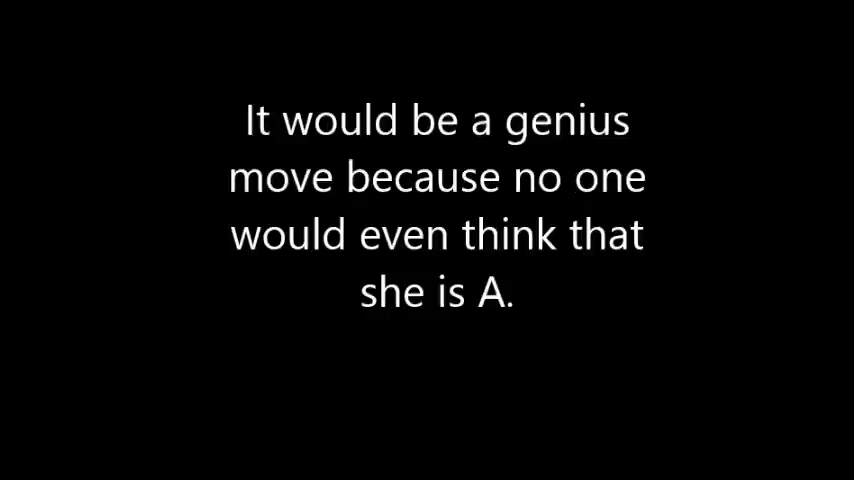 It would be a genius
move because no one
would even think that
she is A.